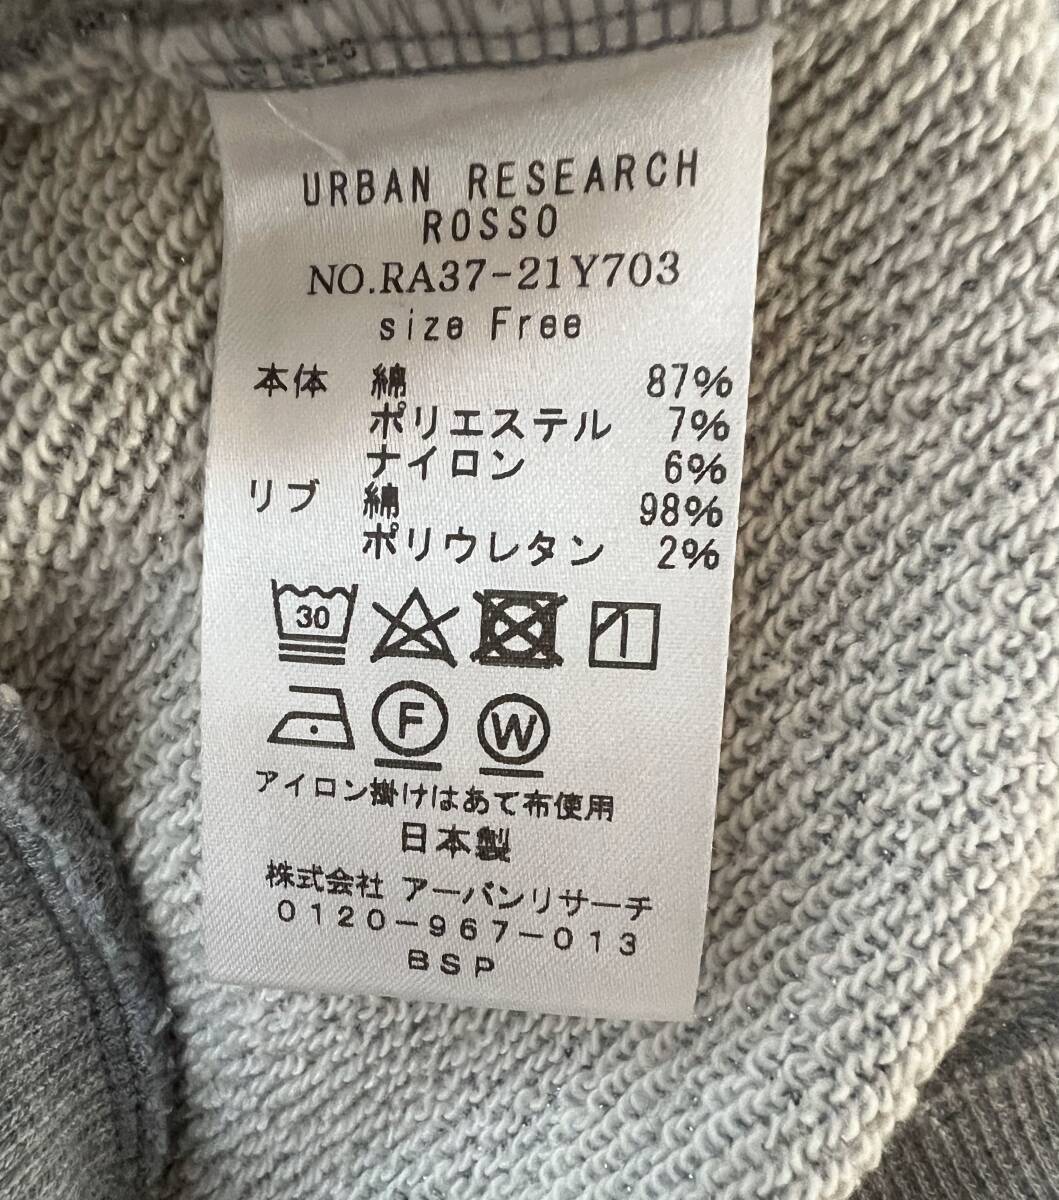 URBAN RESEARCH
ROSSO
NO.RA37-21Y703
size Free
本体 綿 87%
ポリエステル 7%
ナイロン 6%
リブ 綿 98%
ポリウレタン 2%
30
F W
アイロン掛けはあて布使用
日本製
株式会社 アーバンリサーチ
0120-967-013
BSP